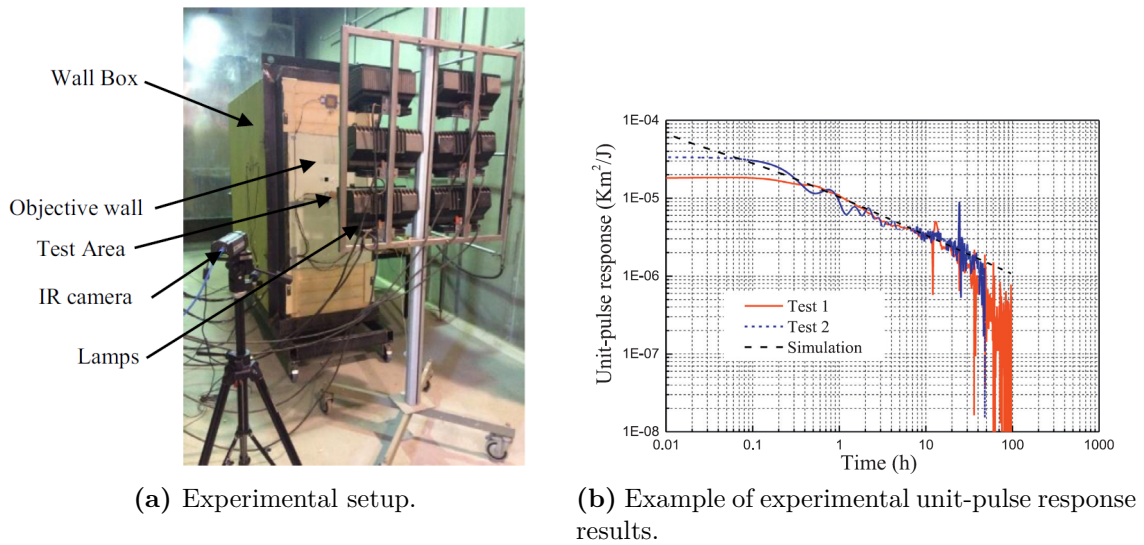 Wall Box
Objective wall
Test Area
IR camera
Lamps
(a) Experimental setup.
Unit-pulse response (Km²/J)
1E-04
1E-05
1E-06
1E-07
1E-08
Test 1
Test 2
Simulation
0.01 0.1 1 10 100 1000
Time (h)
(b) Example of experimental unit-pulse response
results.